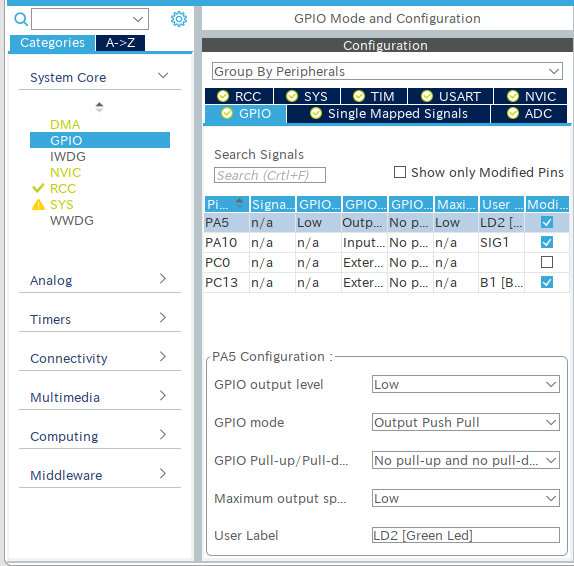 GPIO Mode and Configuration
Categories A->Z
Configuration
System Core
Group By Peripherals
DMA
GPIO
IWDG
NVIC
RCC
SYS
WWDG
Analog
Timers
Connectivity
Multimedia
Computing
Middleware
RCC SYS TIM USART NVIC
GPIO Single Mapped Signals ADC
Search Signals
Search (Crtl+F) Show only Modified Pins
Pi... Signa... GPIO... GPIO... GPIO... Maxi... User ... Modi...
PA5 n/a Low Outp... No p... Low LD2 [...
PA10 n/a n/a Input... No p... n/a SIG1
PC0 n/a n/a Exter... No p... n/a
PC13 n/a n/a Exter... No p... n/a B1 [B...
PA5 Configuration :
GPIO output level Low
GPIO mode Output Push Pull
GPIO Pull-up/Pull-d... No pull-up and no pull-d...
Maximum output sp... Low
User Label LD2 [Green Led]